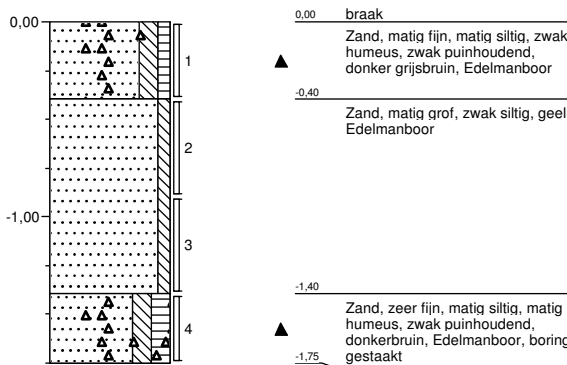 0,00
-1,00
1
2
3
4
0,00 braak
Zand, matig fijn, matig siltig, zwak
humeus, zwak puinhoudend,
donker grijsbruin, Edelmanboor
-0,40
Zand, matig grof, zwak siltig, geel
Edelmanboor
-1,40
Zand, zeer fijn, matig siltig, matig
humeus, zwak puinhoudend,
donkerbruin, Edelmanboor, boring
gestaakt
-1,75